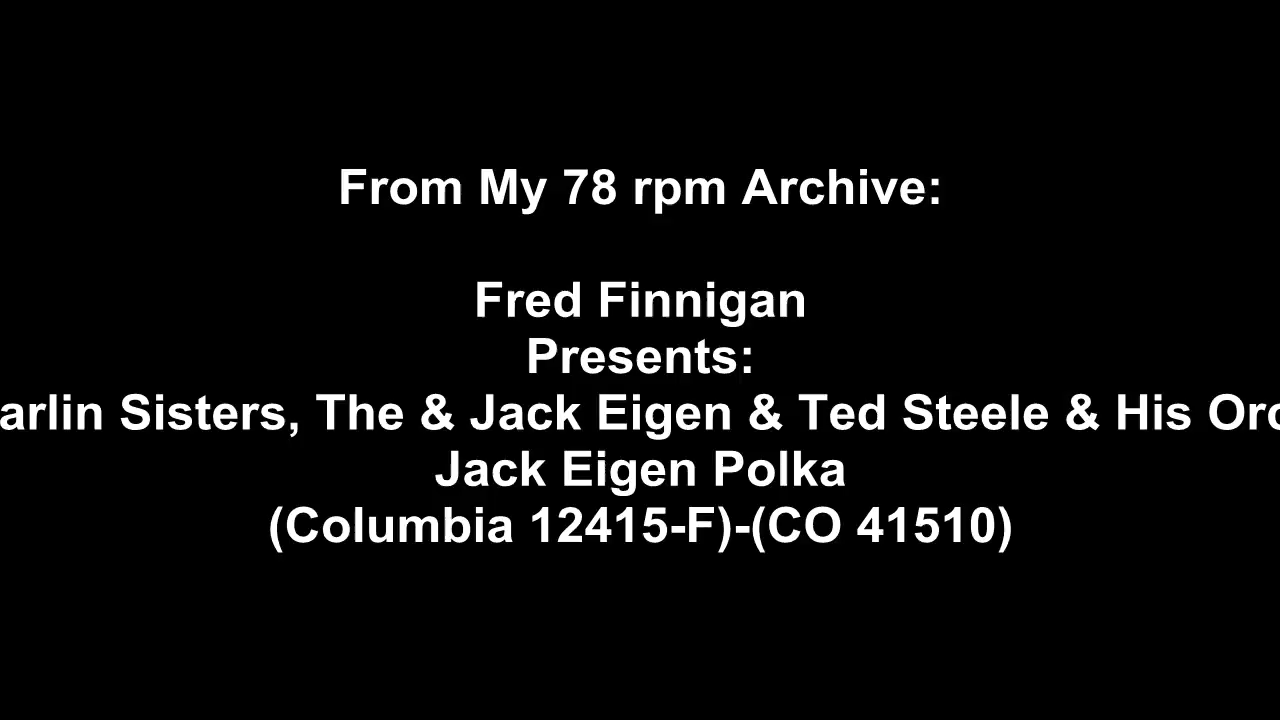 From My 78 rpm Archive:
Fred Finnigan
Presents:
arlin Sisters, The & Jack Eigen & Ted Steele & His Orc
Jack Eigen Polka
(Columbia 12415-F)-(CO 41510)